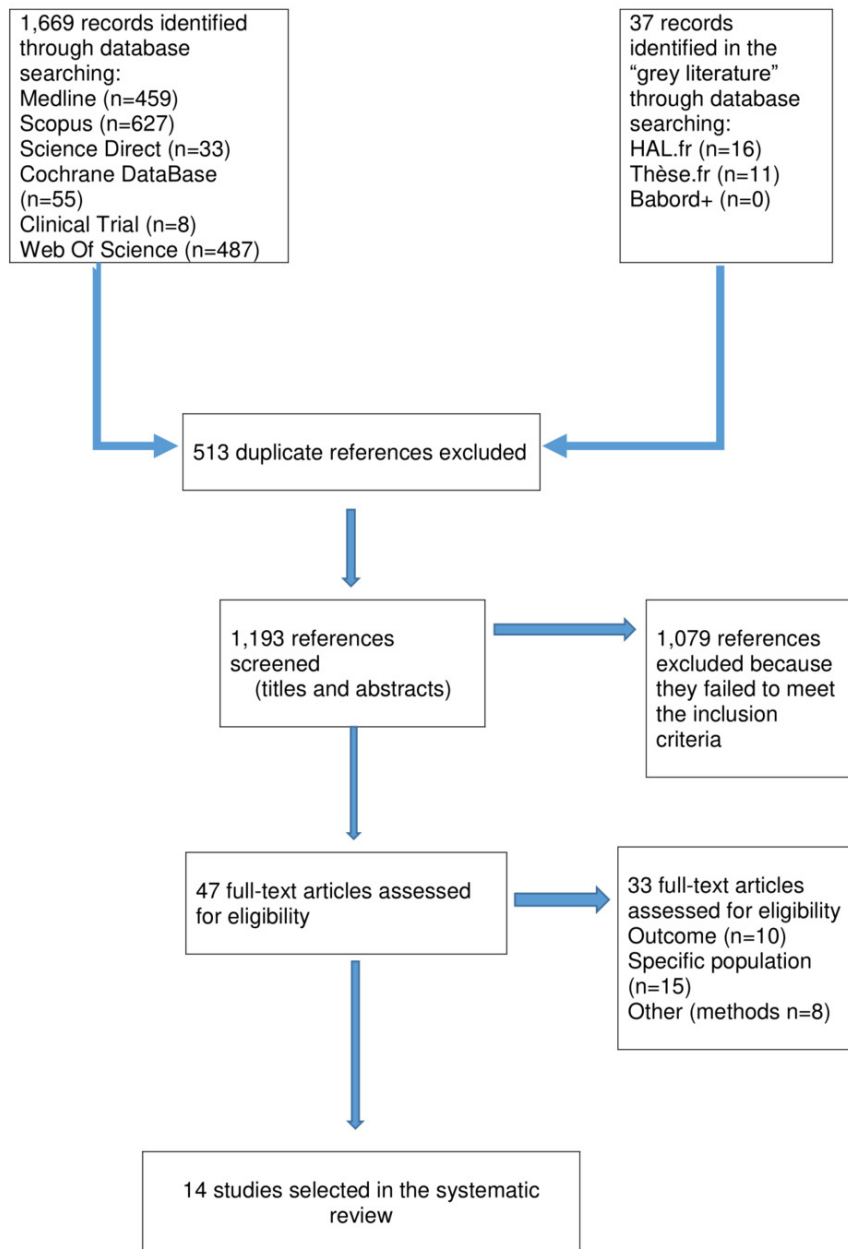 1,669 records identified
through database
searching:
Medline (n=459)
Scopus (n=627)
Science Direct (n=33)
Cochrane DataBase
(n=55)
Clinical Trial (n=8)
Web Of Science (n=487)
37 records
identified in the
“grey literature”
through database
searching:
HAL.fr (n=16)
Thèse.fr (n=11)
Babord+ (n=0)
513 duplicate references excluded
1,193 references
screened
(titles and abstracts)
1,079 references
excluded because
they failed to meet
the inclusion
criteria
47 full-text articles assessed
for eligibility
33 full-text articles
assessed for eligibility
Outcome (n=10)
Specific population
(n=15)
Other (methods n=8)
14 studies selected in the systematic
review